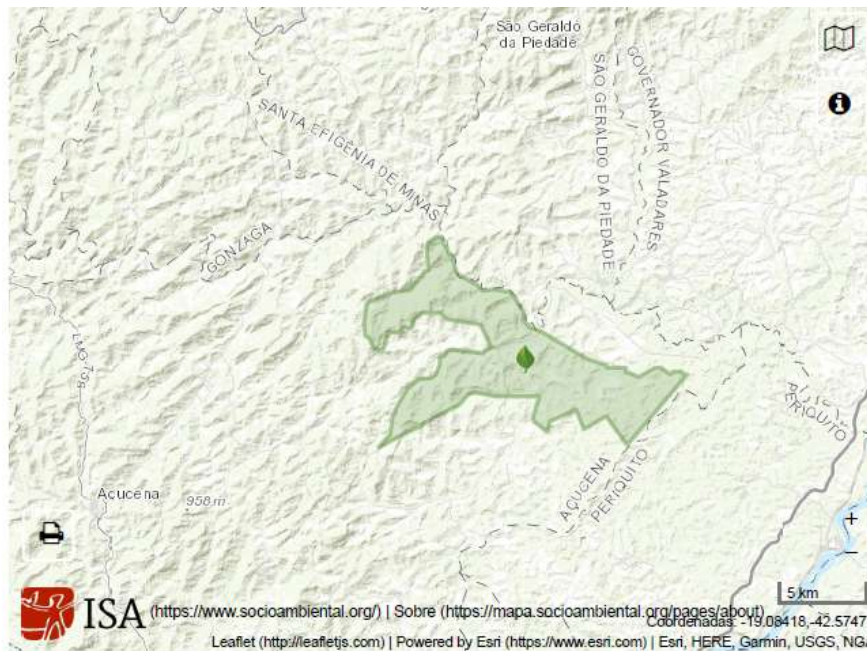 São Geraldo
da Piedade
GOVERNADOR VALADARES
SÃO GERALDO DA PIEDADE
SANTA EFIGÊNIA DE MINAS
GONZAGA
PERIQUITO
AÇUCENA
PERIQUITO
Açucena
958 m
+
−
5 km
ISA (https://www.socioambiental.org/) | Sobre (https://mapa.socioambiental.org/pages/about)
Coordenadas: -19.08418,-42.5747
Leaflet (http://leafletjs.com) | Powered by Esri (https://www.esri.com) | Esri, HERE, Garmin, USGS, NG